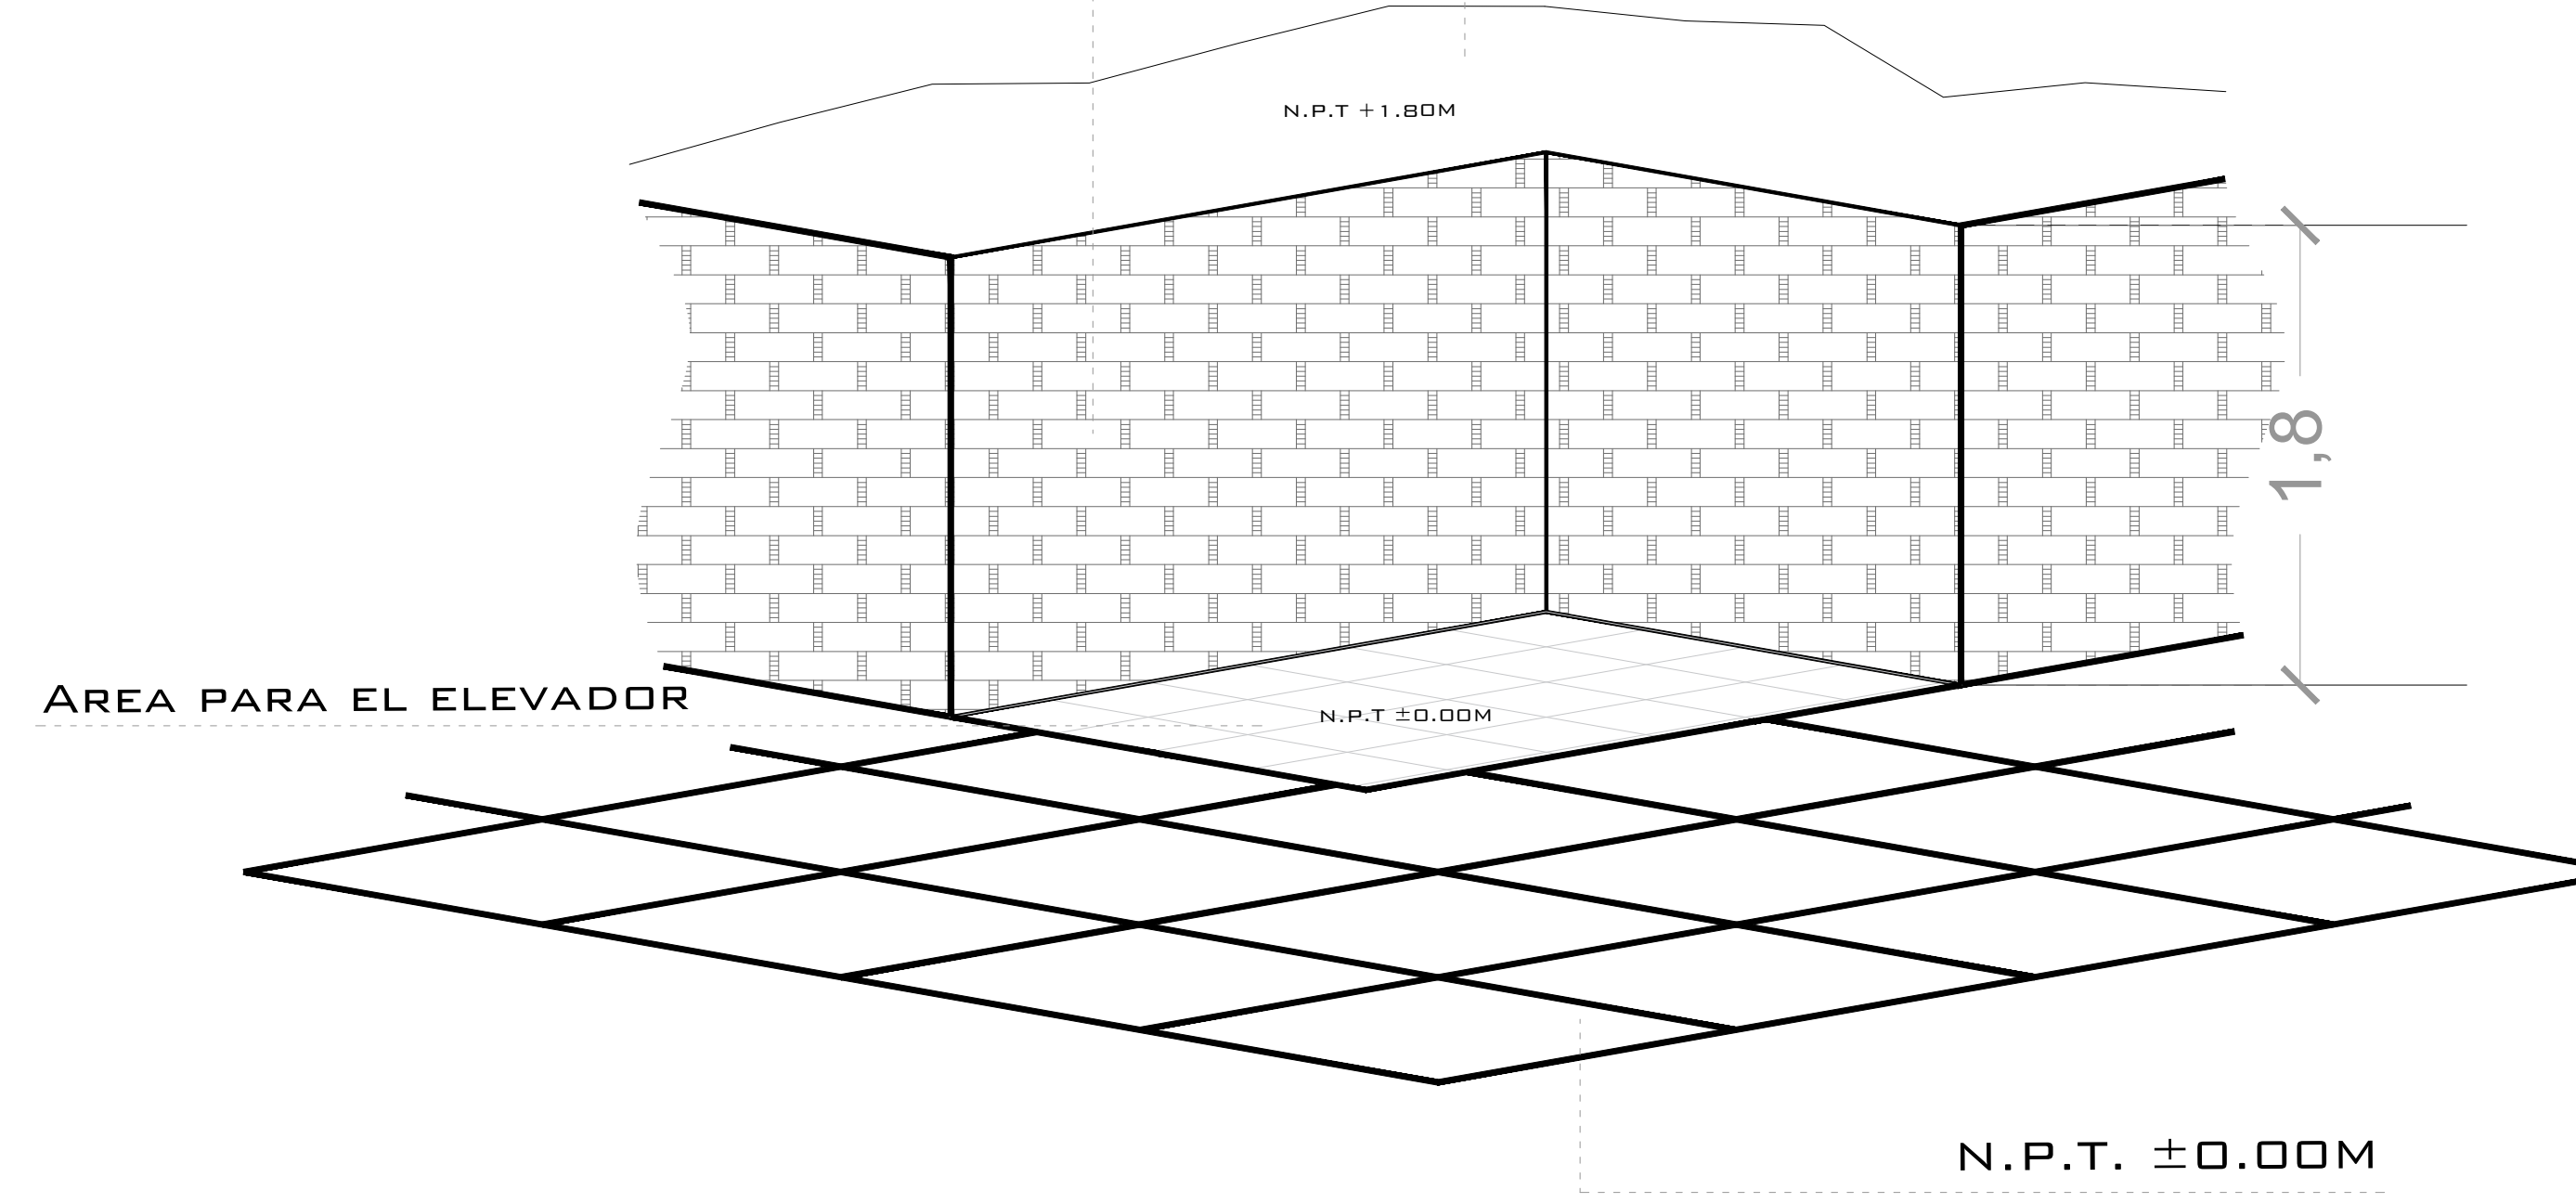 N.P.T +1.80M
1,8
AREA PARA EL ELEVADOR
N.P.T ±0.00M
N.P.T. ±0.00M